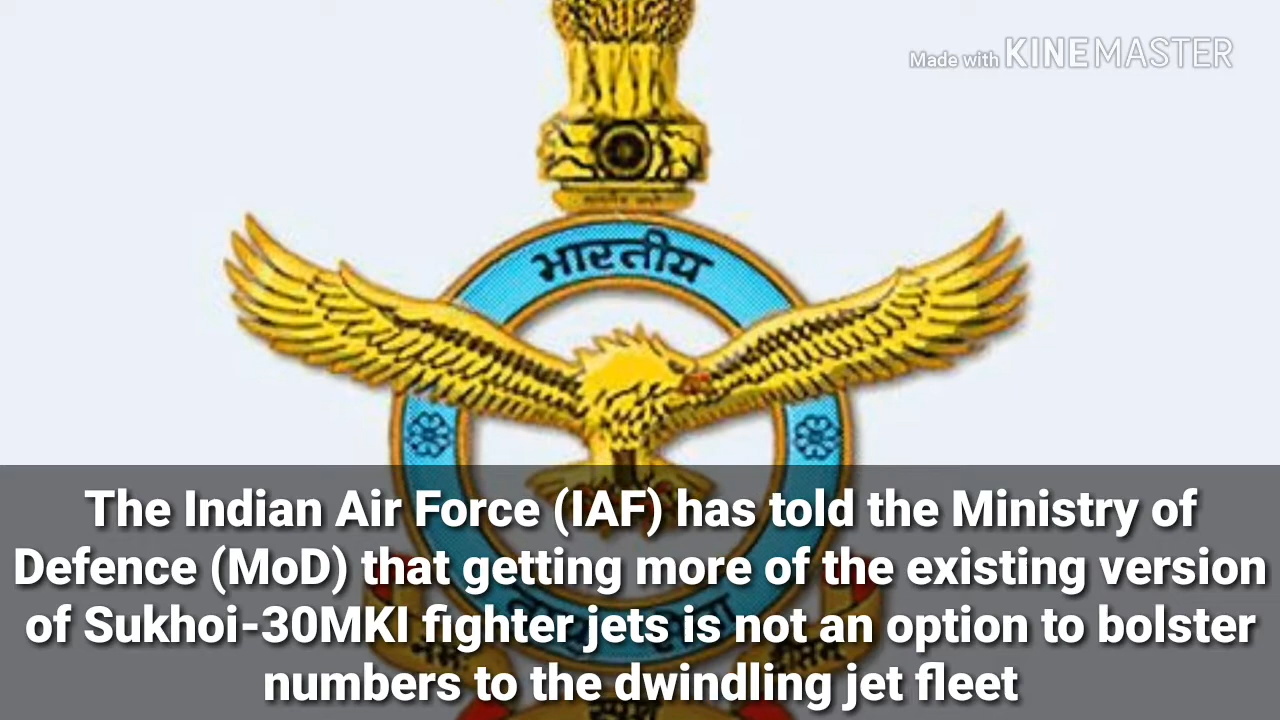 Made with KINEMASTER
भारतीय
The Indian Air Force (IAF) has told the Ministry of
Defence (MoD) that getting more of the existing version
of Sukhoi-30MKI fighter jets is not an option to bolster
numbers to the dwindling jet fleet